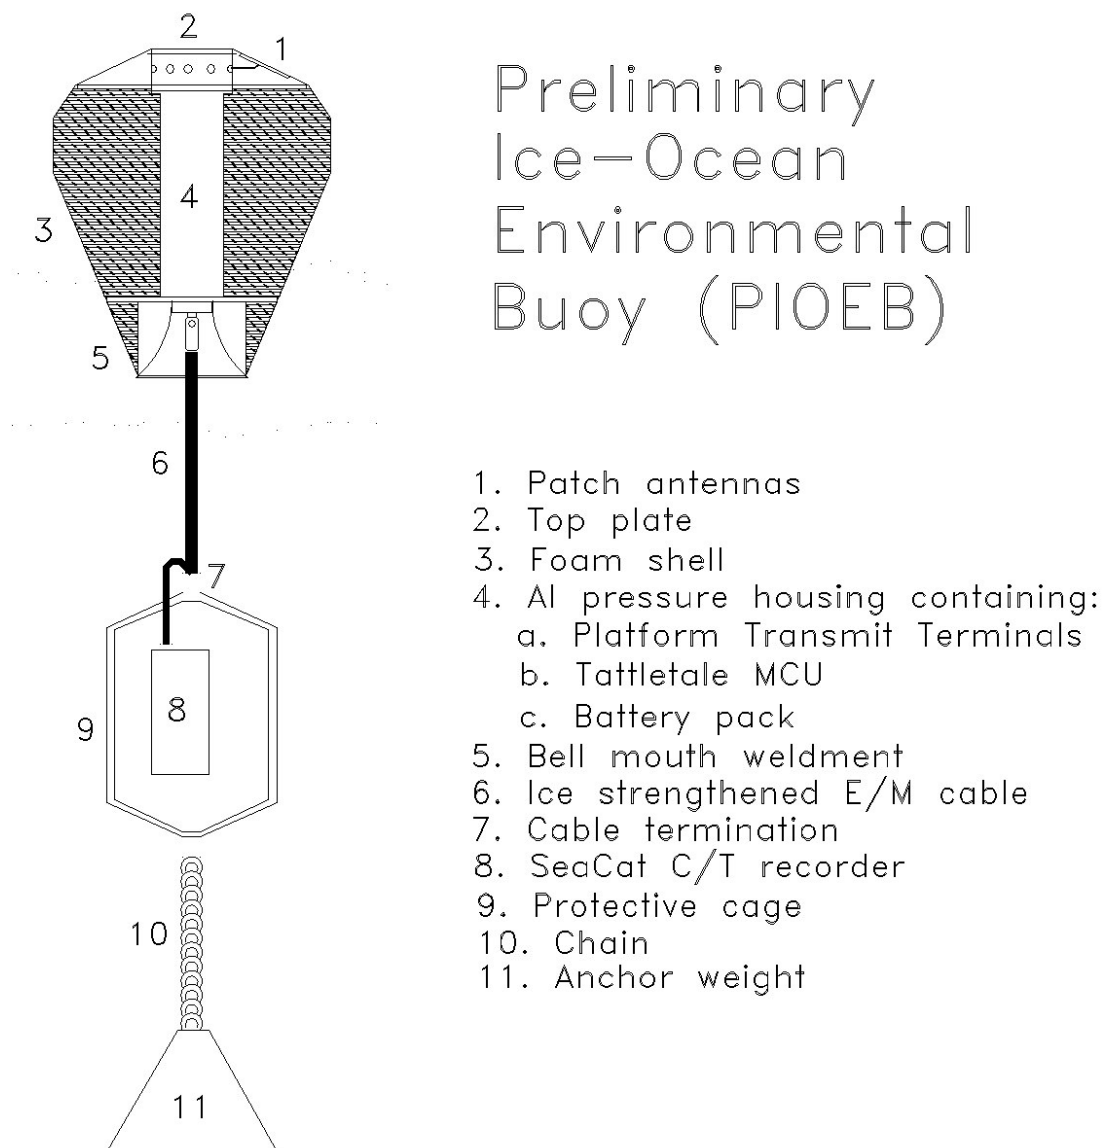 2
1
Preliminary
Ice-Ocean
Environmental
Buoy (PIOEB)
4
3
5
6
7
8
9
10
11
1. Patch antennas
2. Top plate
3. Foam shell
4. Al pressure housing containing:
a. Platform Transmit Terminals
b. Tattletale MCU
c. Battery pack
5. Bell mouth weldment
6. Ice strengthened E/M cable
7. Cable termination
8. SeaCat C/T recorder
9. Protective cage
10. Chain
11. Anchor weight